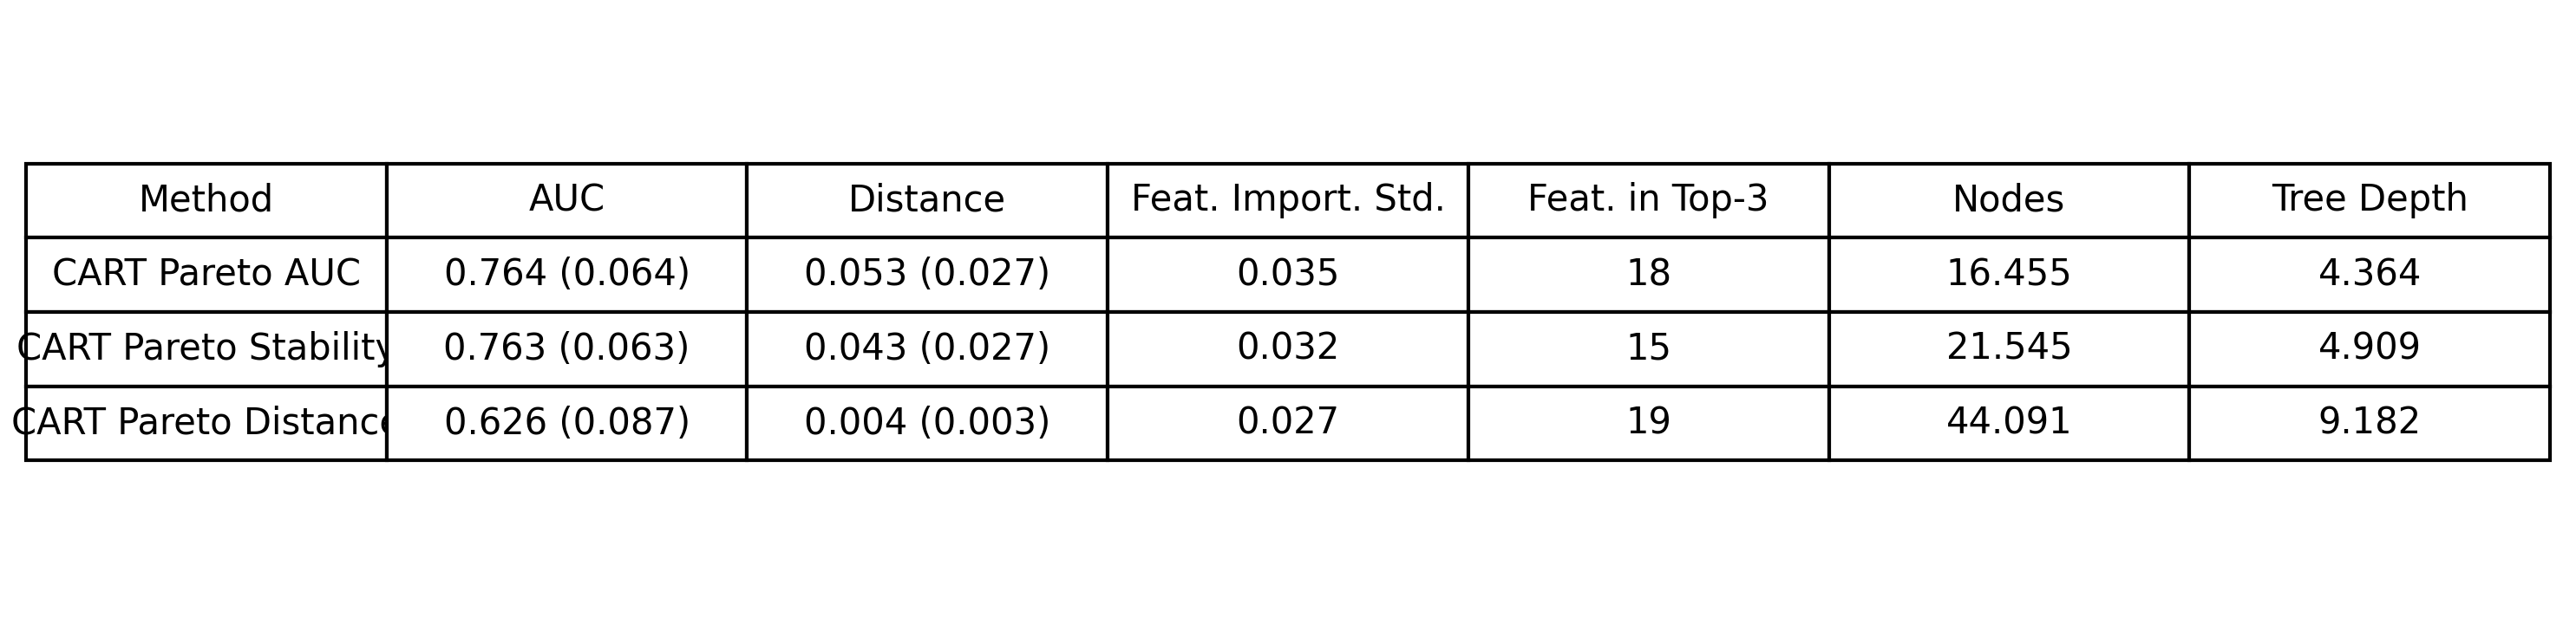 Method AUC Distance Feat. Import. Std. Feat. in Top-3 Nodes Tree Depth
CART Pareto AUC 0.764 (0.064) 0.053 (0.027) 0.035 18 16.455 4.364
CART Pareto Stability 0.763 (0.063) 0.043 (0.027) 0.032 15 21.545 4.909
CART Pareto Distance 0.626 (0.087) 0.004 (0.003) 0.027 19 44.091 9.182